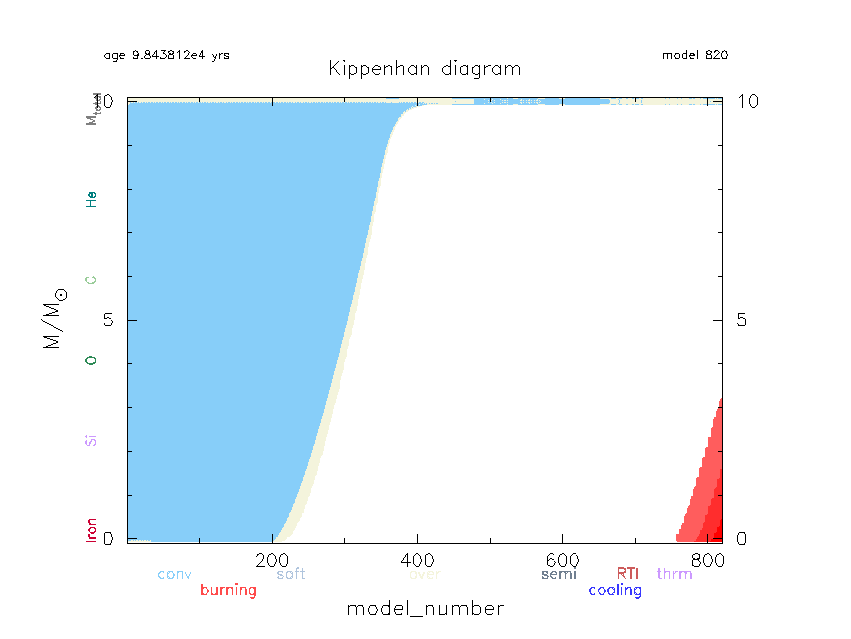 age 9.843812e4 yrs
model 820
Kippenhan diagram
10
10
M_total
He
C
M/M☉
5
5
O
Si
Iron
0
0
200
400
600
800
conv
soft
over
semi
RTI
thrm
burning
cooling
model_number